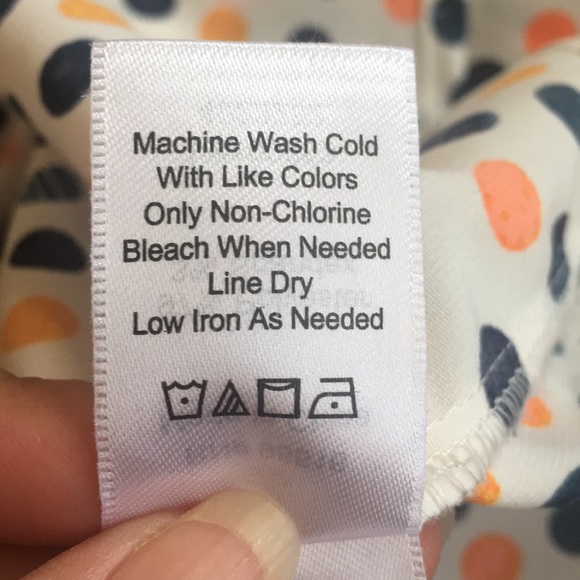 Machine Wash Cold
With Like Colors
Only Non-Chlorine
Bleach When Needed
Line Dry
Low Iron As Needed